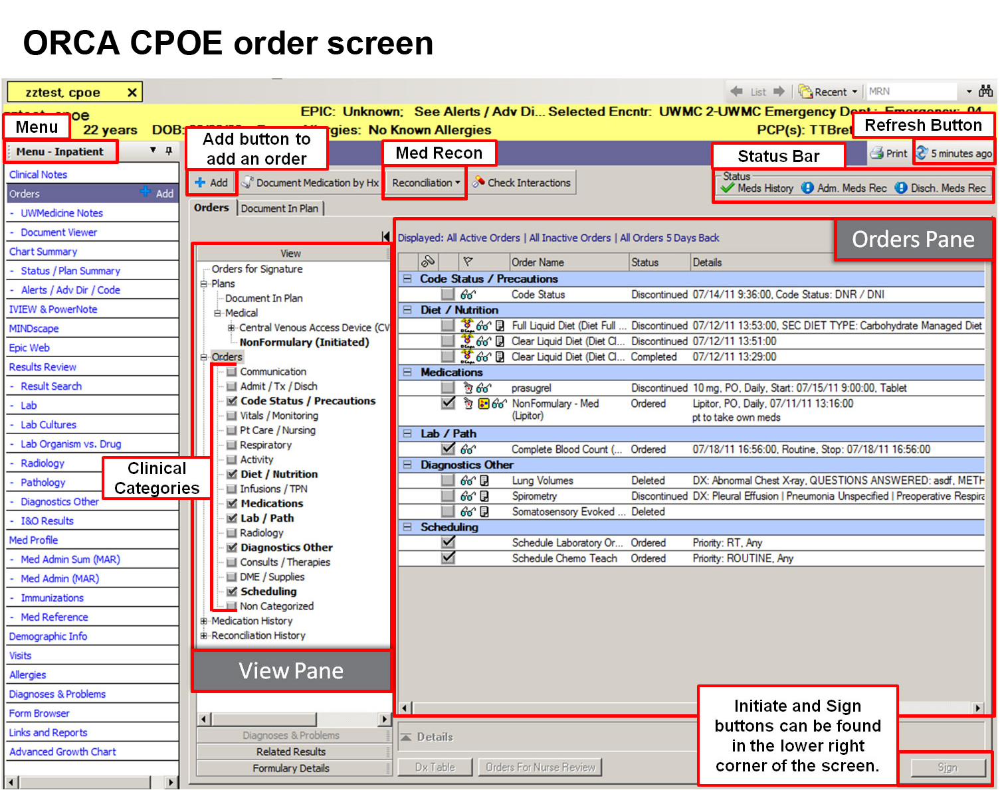 ORCA CPOE order screen
zztest, cpoe
List
Recent
MRN
EPIC: Unknown; See Alerts / Adv Di... Selected Encntr: UWMC 2-UWMC Emergency Dept.; Emergency; 04
Menu
22 years DOB:
Allergies: No Known Allergies
PCP(s): TTBret
Refresh Button
Menu - Inpatient
Add button to
add an order
Med Recon
Status Bar
Print
5 minutes ago
Add
Document Medication by Hx
Reconciliation
Check Interactions
Status
Meds History
Adm. Meds Rec
Disch. Meds Rec
Clinical Notes
Orders Add
- UWMedicine Notes
- Document Viewer
Chart Summary
- Status / Plan Summary
- Alerts / Adv Dir / Code
IVIEW & PowerNote
MINDscape
Epic Web
Results Review
- Result Search
- Lab
- Lab Cultures
- Lab Organism vs. Drug
- Radiology
- Pathology
- Diagnostics Other
- I&O Results
Med Profile
- Med Admin Sum (MAR)
- Med Admin (MAR)
- Immunizations
- Med Reference
Demographic Info
Visits
Allergies
Diagnoses & Problems
Form Browser
Links and Reports
Advanced Growth Chart
Clinical
Categories
Orders
Document In Plan
View
Orders for Signature
Plans
Document In Plan
Medical
Central Venous Access Device (CV
NonFormulary (Initiated)
Orders
Communication
Admit / Tx / Disch
Code Status / Precautions
Vitals / Monitoring
Pt Care / Nursing
Respiratory
Activity
Diet / Nutrition
Infusions / TPN
Medications
Lab / Path
Radiology
Diagnostics Other
Consults / Therapies
DME / Supplies
Scheduling
Non Categorized
Medication History
Reconciliation History
View Pane
Diagnoses & Problems
Related Results
Formulary Details
Displayed: All Active Orders | All Inactive Orders | All Orders 5 Days Back
Orders Pane
Order Name Status Details
Code Status / Precautions
Code Status Discontinued 07/14/11 9:36:00, Code Status: DNR / DNI
Diet / Nutrition
Full Liquid Diet (Diet Full ... Discontinued 07/12/11 13:53:00, SEC DIET TYPE: Carbohydrate Managed Diet
Clear Liquid Diet (Diet Cl... Discontinued 07/12/11 13:51:00
Clear Liquid Diet (Diet Cl... Completed 07/12/11 13:29:00
Medications
prasugrel Discontinued 10 mg, PO, Daily, Start: 07/15/11 9:00:00, Tablet
NonFormulary - Med Ordered Lipitor, PO, Daily, 07/11/11 13:16:00
(Lipitor) pt to take own meds
Lab / Path
Complete Blood Count (... Ordered 07/18/11 16:56:00, Routine, Stop: 07/18/11 16:56:00
Diagnostics Other
Lung Volumes Deleted DX: Abnormal Chest X-ray, QUESTIONS ANSWERED: asdf, METH
Spirometry Discontinued DX: Pleural Effusion | Pneumonia Unspecified | Preoperative Respira
Somatosensory Evoked ... Deleted
Scheduling
Schedule Laboratory Or... Ordered Priority: RT, Any
Schedule Chemo Teach Ordered Priority: ROUTINE, Any
Details
Dx Table
Orders For Nurse Review
Initiate and Sign
buttons can be found
in the lower right
corner of the screen.
Sign